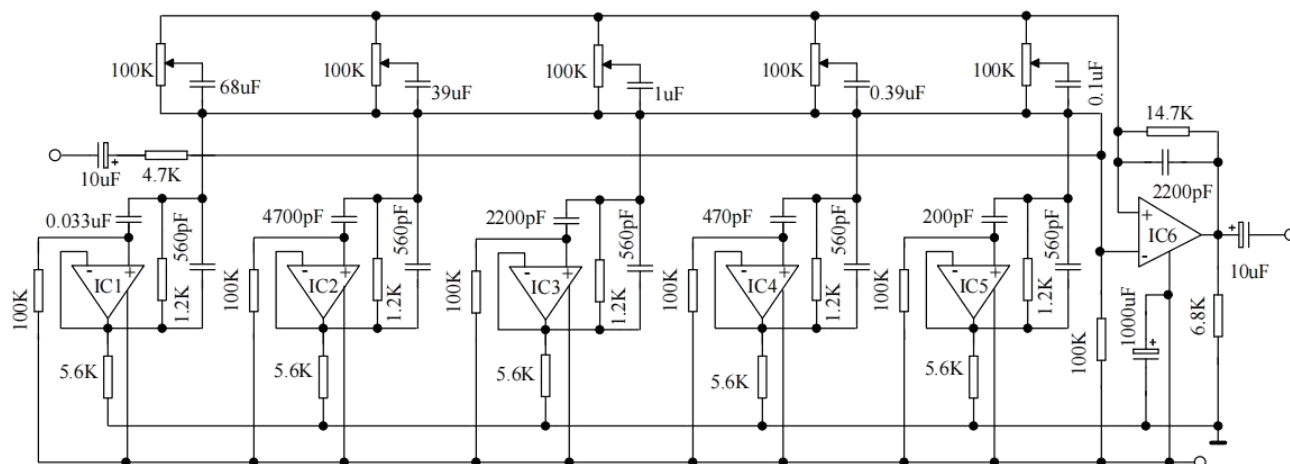 100K
68uF
100K
39uF
100K
1uF
100K
0.39uF
100K
0.1uF
14.7K
2200pF
10uF
4.7K
0.033uF
560pF
1.2K
100K
IC1
-
+
5.6K
4700pF
560pF
1.2K
100K
IC2
-
+
5.6K
2200pF
560pF
1.2K
100K
IC3
-
+
5.6K
470pF
560pF
1.2K
100K
IC4
-
+
5.6K
200pF
560pF
1.2K
100K
IC5
-
+
5.6K
+
IC6
-
10uF
1000uF
100K
6.8K